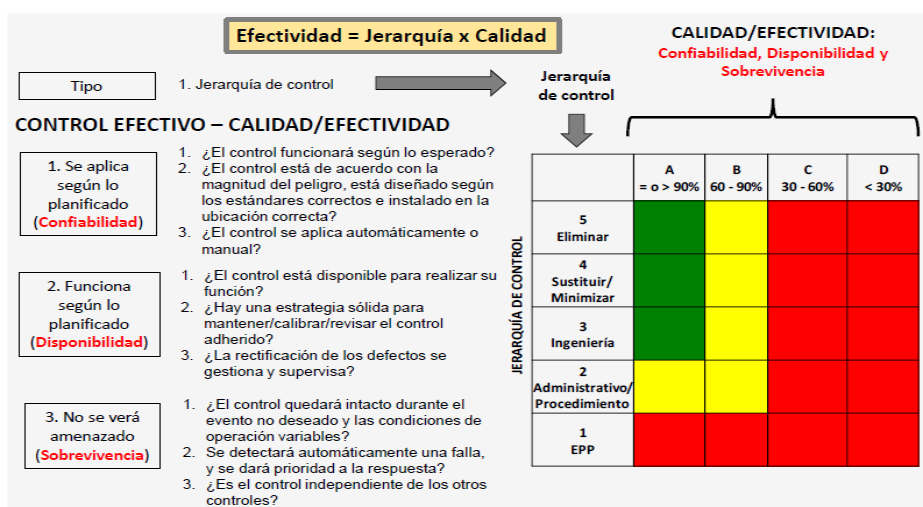 Efectividad = Jerarquía x Calidad
CALIDAD/EFECTIVIDAD:
Confiabilidad, Disponibilidad y
Sobrevivencia
Tipo
1. Jerarquía de control
Jerarquía
de control
CONTROL EFECTIVO – CALIDAD/EFECTIVIDAD
1. Se aplica
según lo
planificado
(Confiabilidad)
1. ¿El control funcionará según lo esperado?
2. ¿El control está de acuerdo con la
magnitud del peligro, está diseñado según
los estándares correctos e instalado en la
ubicación correcta?
3. ¿El control se aplica automáticamente o
manual?
2. Funciona
según lo
planificado
(Disponibilidad)
1. ¿El control está disponible para realizar su
función?
2. ¿Hay una estrategia sólida para
mantener/calibrar/revisar el control
adherido?
3. ¿La rectificación de los defectos se
gestiona y supervisa?
3. No se verá
amenazado
(Sobrevivencia)
1. ¿El control quedará intacto durante el
evento no deseado y las condiciones de
operación variables?
2. Se detectará automáticamente una falla,
y se dará prioridad a la respuesta?
3. ¿Es el control independiente de los otros
controles?
JERARQUÍA DE CONTROL
A
= o > 90%
B
60 - 90%
C
30 - 60%
D
< 30%
5
Eliminar
4
Sustituir/
Minimizar
3
Ingeniería
2
Administrativo/
Procedimiento
1
EPP